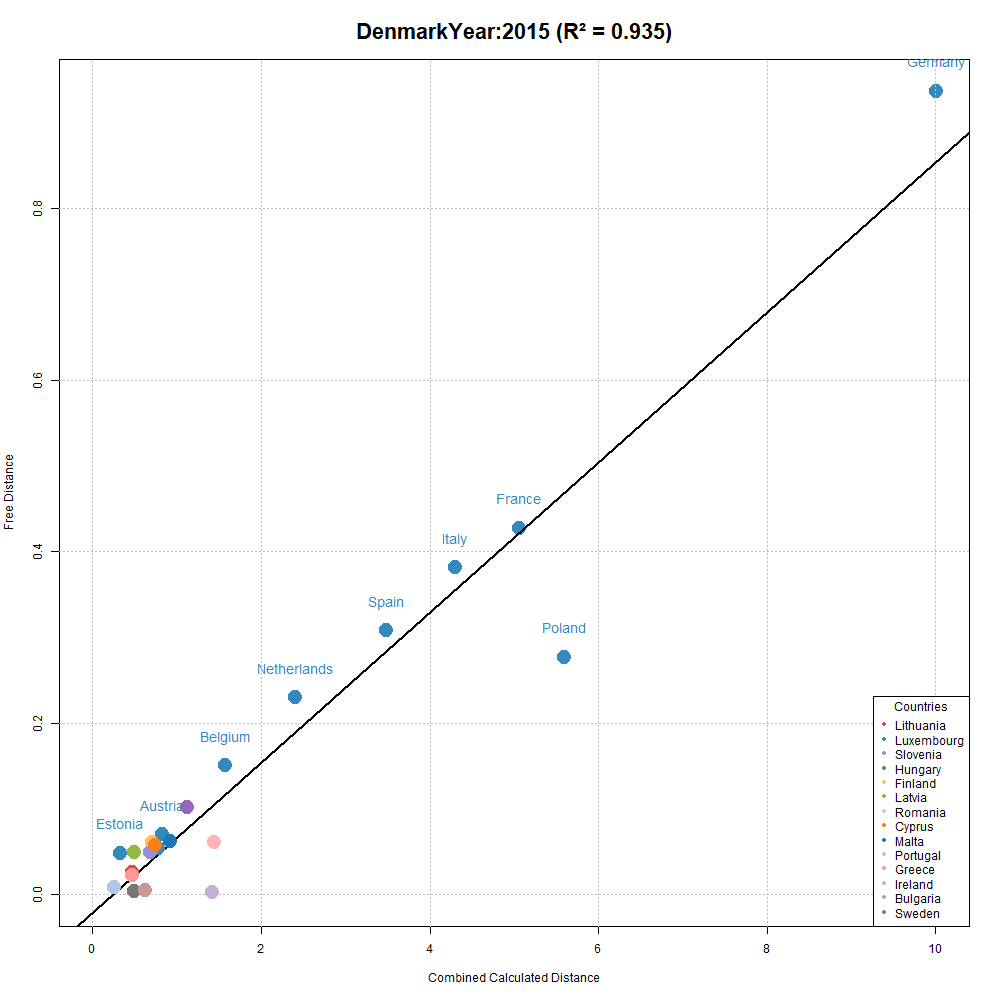 DenmarkYear:2015 (R² = 0.935)
Germany
France
Italy
Spain
Poland
Netherlands
Belgium
Austria
Estonia
Free Distance
0.0
0.2
0.4
0.6
0.8
0
2
4
6
8
10
Combined Calculated Distance
Countries
Lithuania
Luxembourg
Slovenia
Hungary
Finland
Latvia
Romania
Cyprus
Malta
Portugal
Greece
Ireland
Bulgaria
Sweden